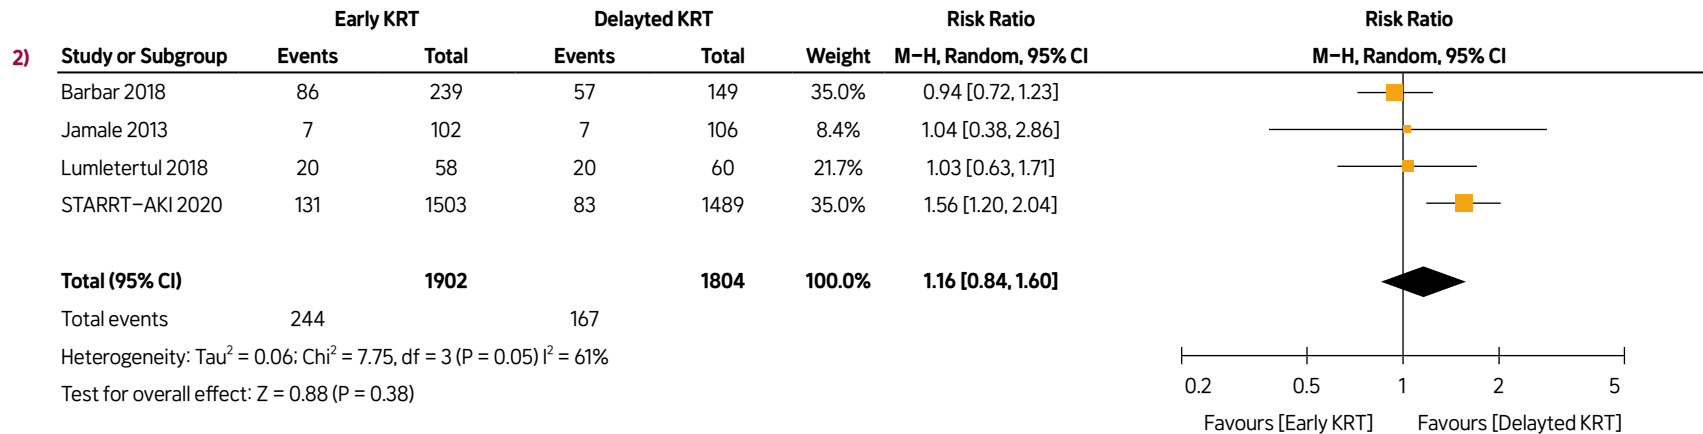 Early KRT Delayted KRT Risk Ratio Risk Ratio
2) Study or Subgroup Events Total Events Total Weight M–H, Random, 95% CI M–H, Random, 95% CI
Barbar 2018 86 239 57 149 35.0% 0.94 [0.72, 1.23]
Jamale 2013 7 102 7 106 8.4% 1.04 [0.38, 2.86]
Lumletertul 2018 20 58 20 60 21.7% 1.03 [0.63, 1.71]
STARRT–AKI 2020 131 1503 83 1489 35.0% 1.56 [1.20, 2.04]
Total (95% CI) 1902 1804 100.0% 1.16 [0.84, 1.60]
Total events 244 167
Heterogeneity: Tau² = 0.06; Chi² = 7.75, df = 3 (P = 0.05) I² = 61%
Test for overall effect: Z = 0.88 (P = 0.38)
0.2 0.5 1 2 5
Favours [Early KRT] Favours [Delayted KRT]